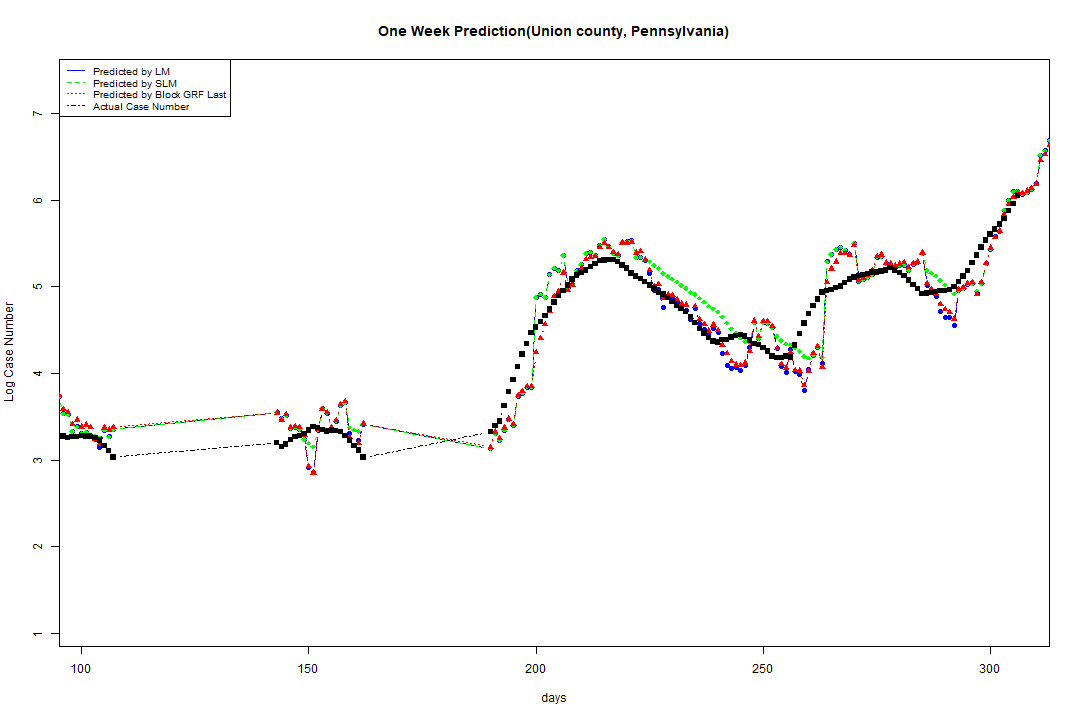 One Week Prediction(Union county, Pennsylvania)
Predicted by LM
Predicted by SLM
Predicted by Block GRF Last
Actual Case Number
7
6
5
4
3
2
1
Log Case Number
100 150 200 250 300
days